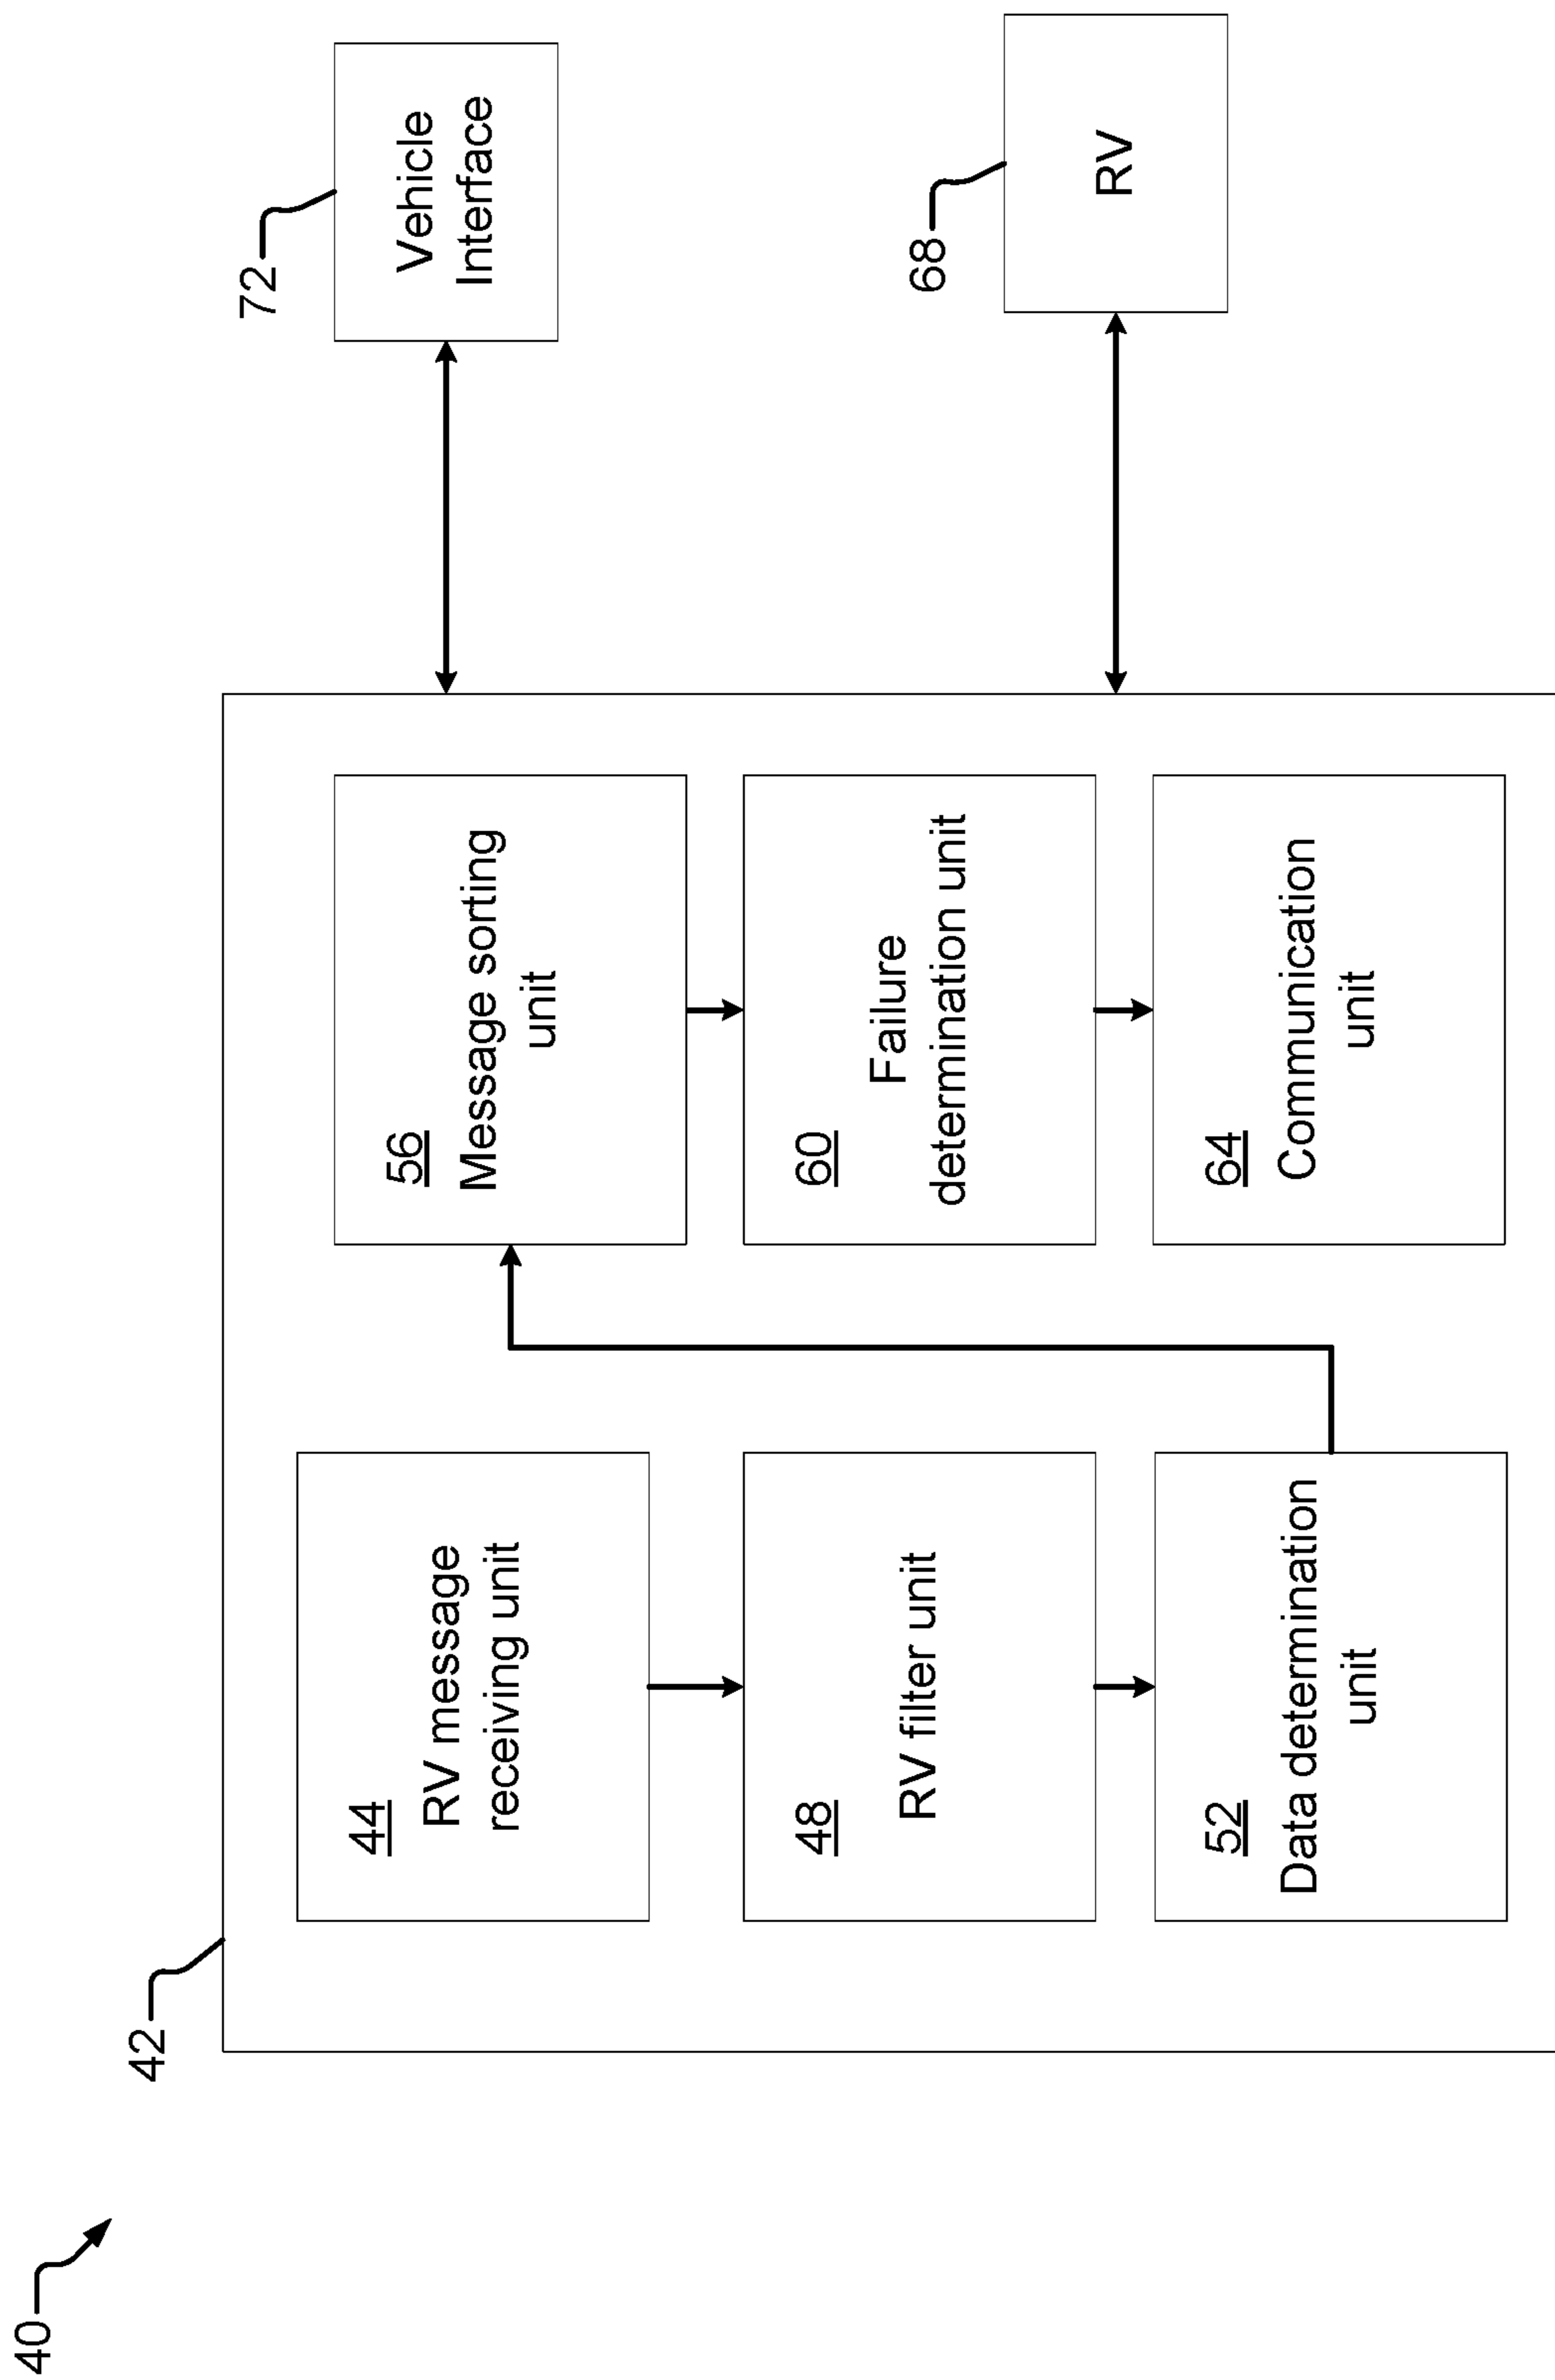 40
42
44
RV message
receiving unit
48
RV filter unit
52
Data determination
unit
56
Message sorting
unit
60
Failure
determination unit
64
Communication
unit
72
Vehicle
Interface
68
RV